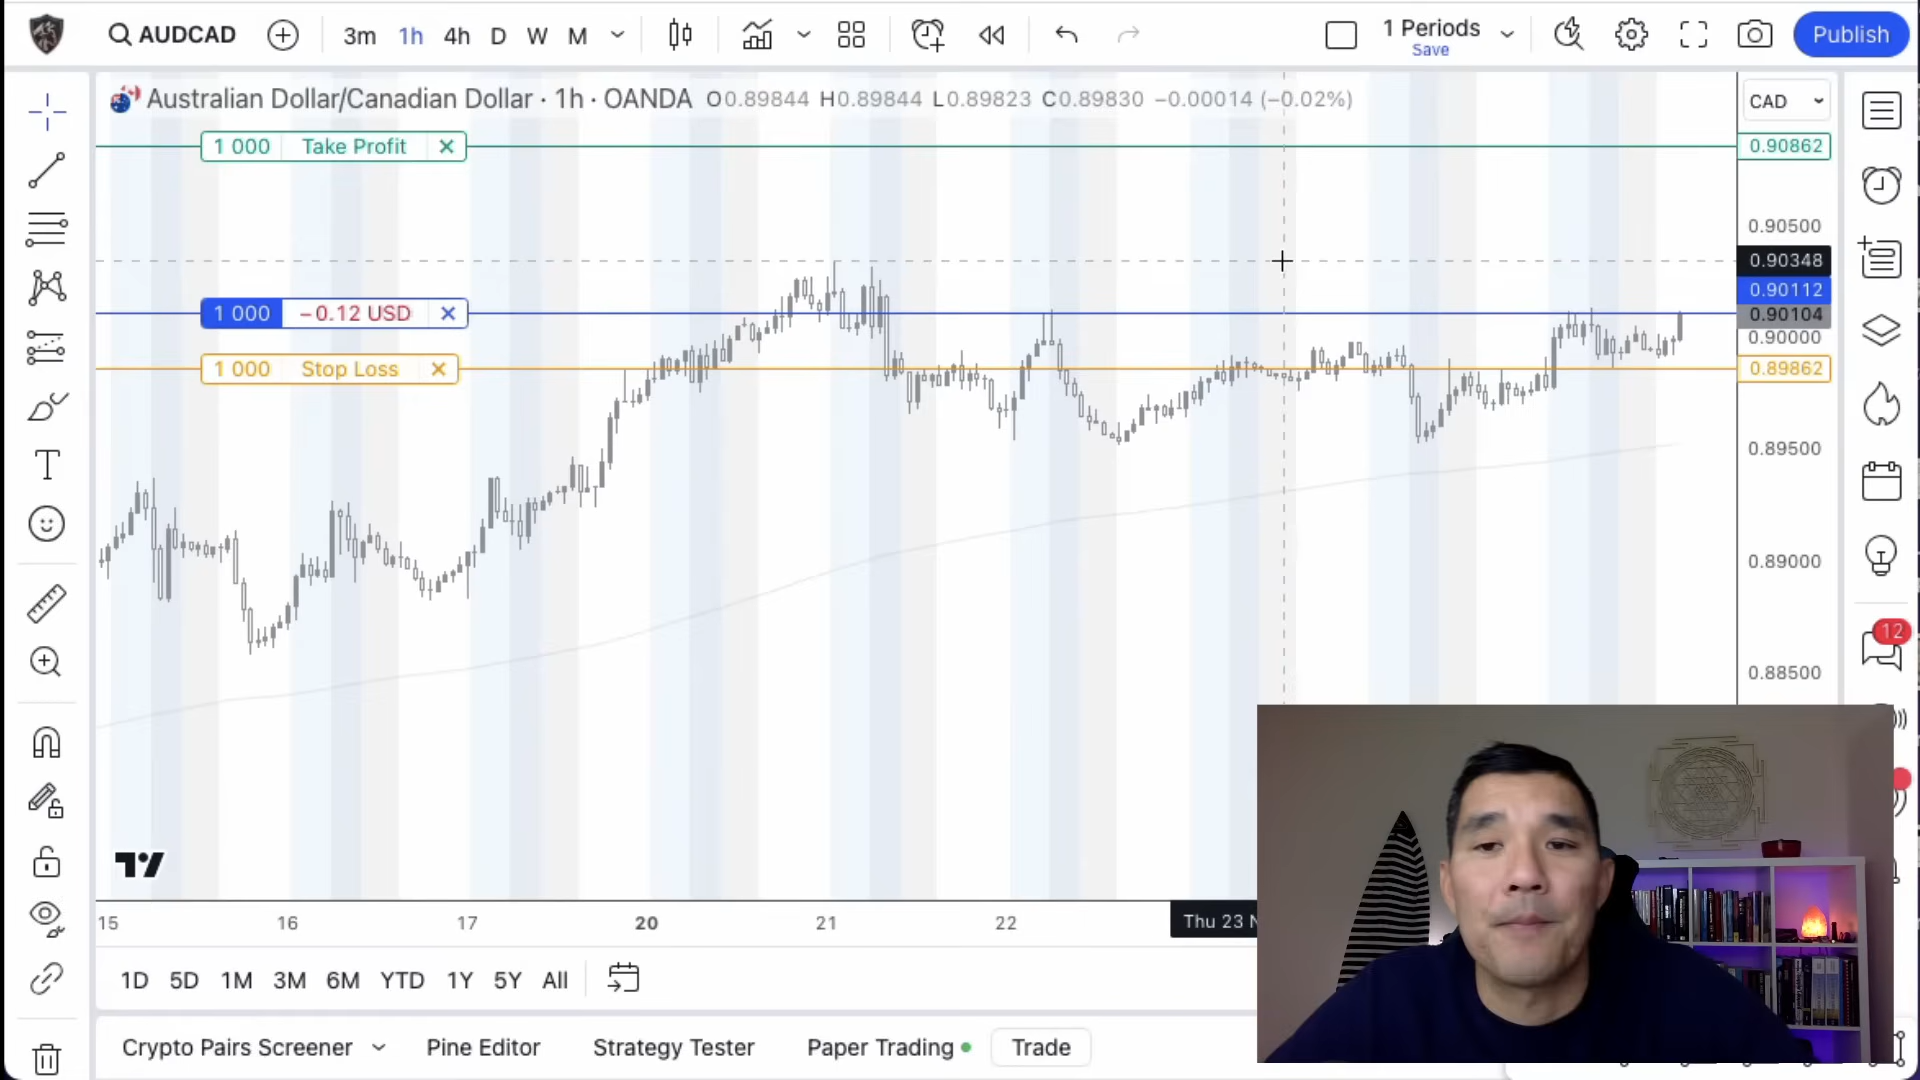 AUDCAD 3m 1h 4h D W M 1 Periods Save Publish
Australian Dollar/Canadian Dollar · 1h · OANDA O0.89844 H0.89844 L0.89823 C0.89830 −0.00014 (−0.02%) CAD
1 000 Take Profit 0.90862
0.90500
0.90348
0.90112
1 000 −0.12 USD 0.90104
0.90000
1 000 Stop Loss 0.89862
0.89500
0.89000
12
0.88500
15 16 17 20 21 22 Thu 23
1D 5D 1M 3M 6M YTD 1Y 5Y All
Crypto Pairs Screener Pine Editor Strategy Tester Paper Trading Trade